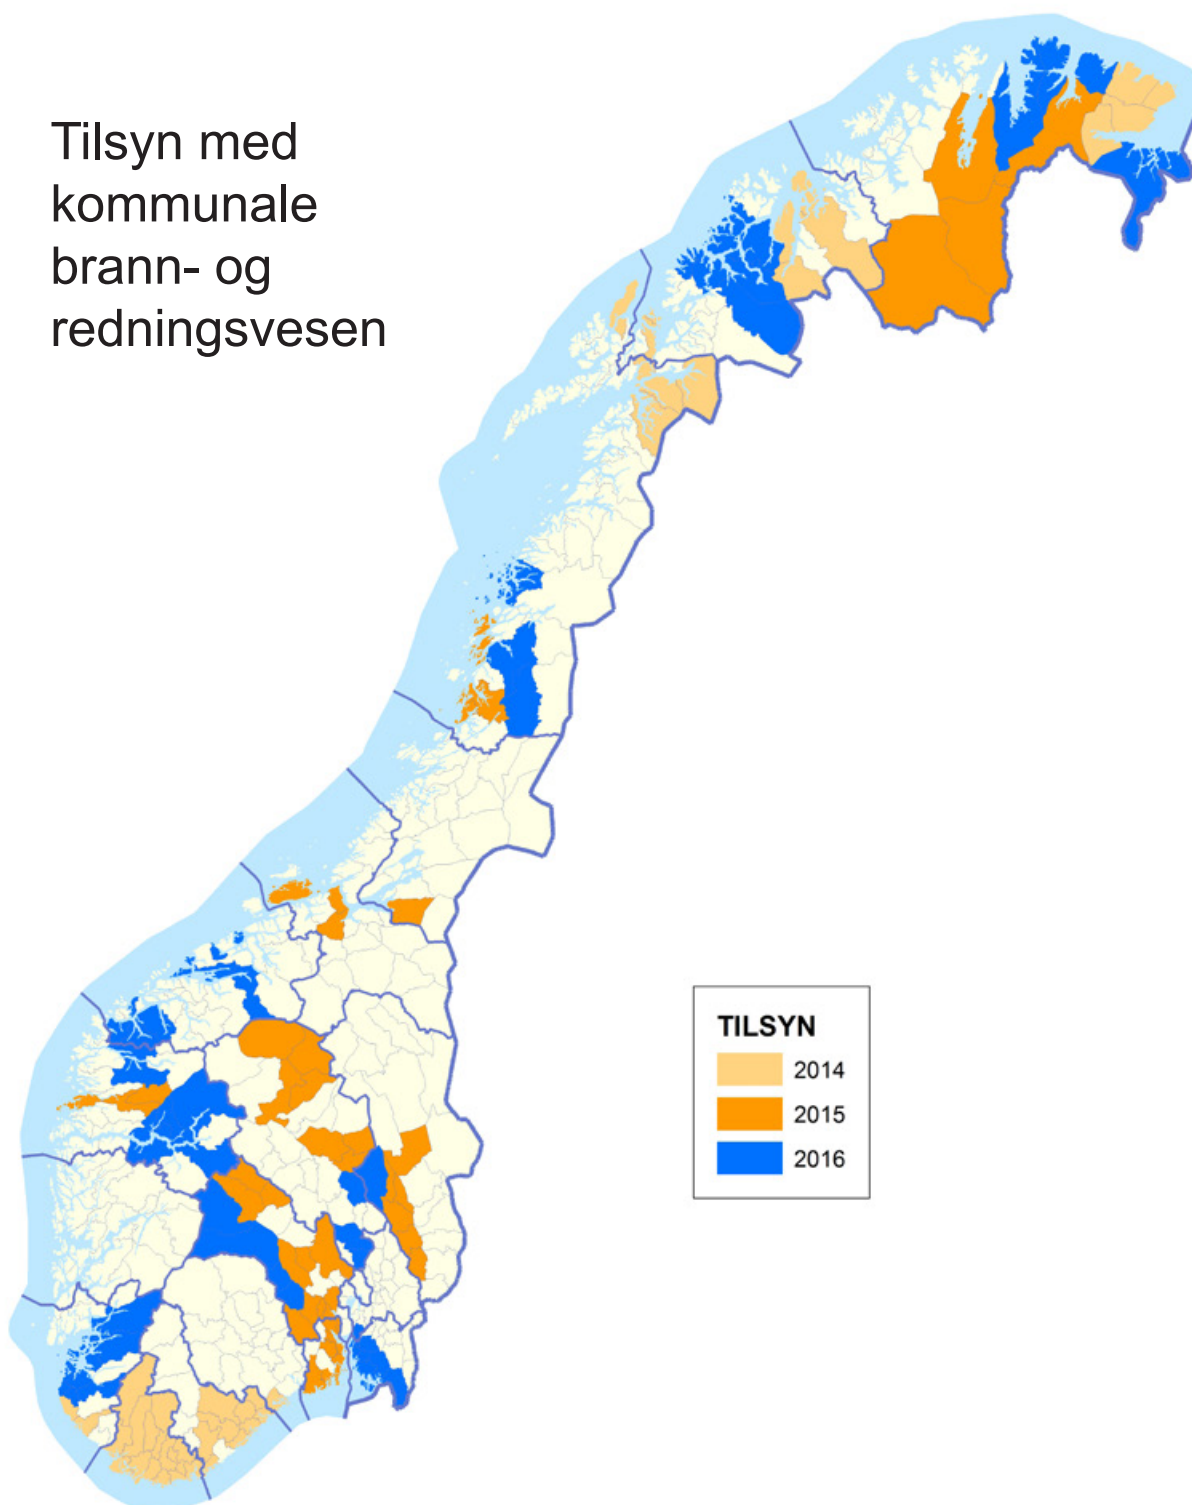 Tilsyn med
kommunale
brann- og
redningsvesen
TILSYN
2014
2015
2016